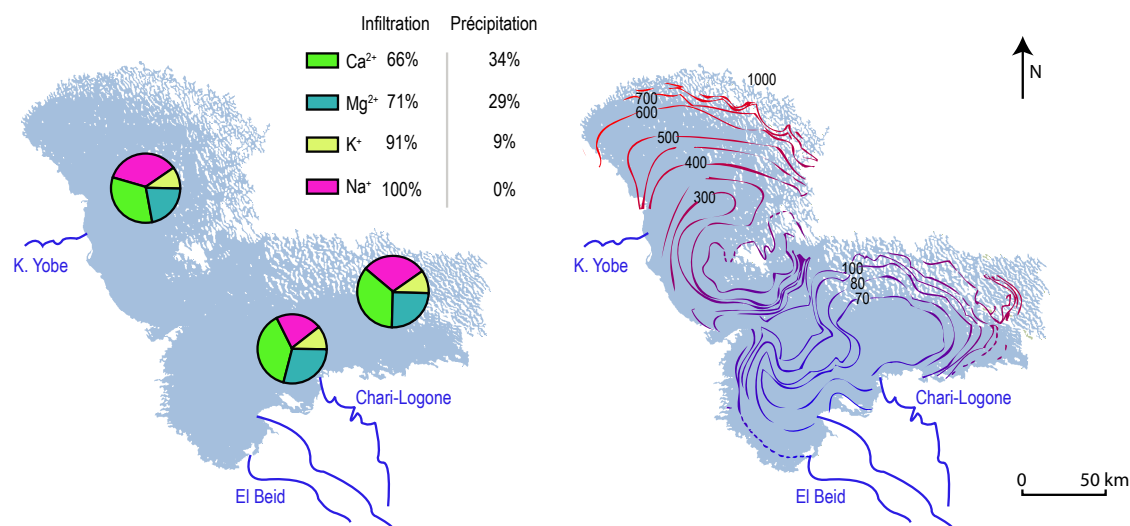 Infiltration Précipitation
Ca²⁺ 66% 34%
Mg²⁺ 71% 29%
K⁺ 91% 9%
Na⁺ 100% 0%
K. Yobe
Chari-Logone
El Beid
N
1000
700
600
500
400
300
K. Yobe
100
80
70
Chari-Logone
El Beid
0 50 km